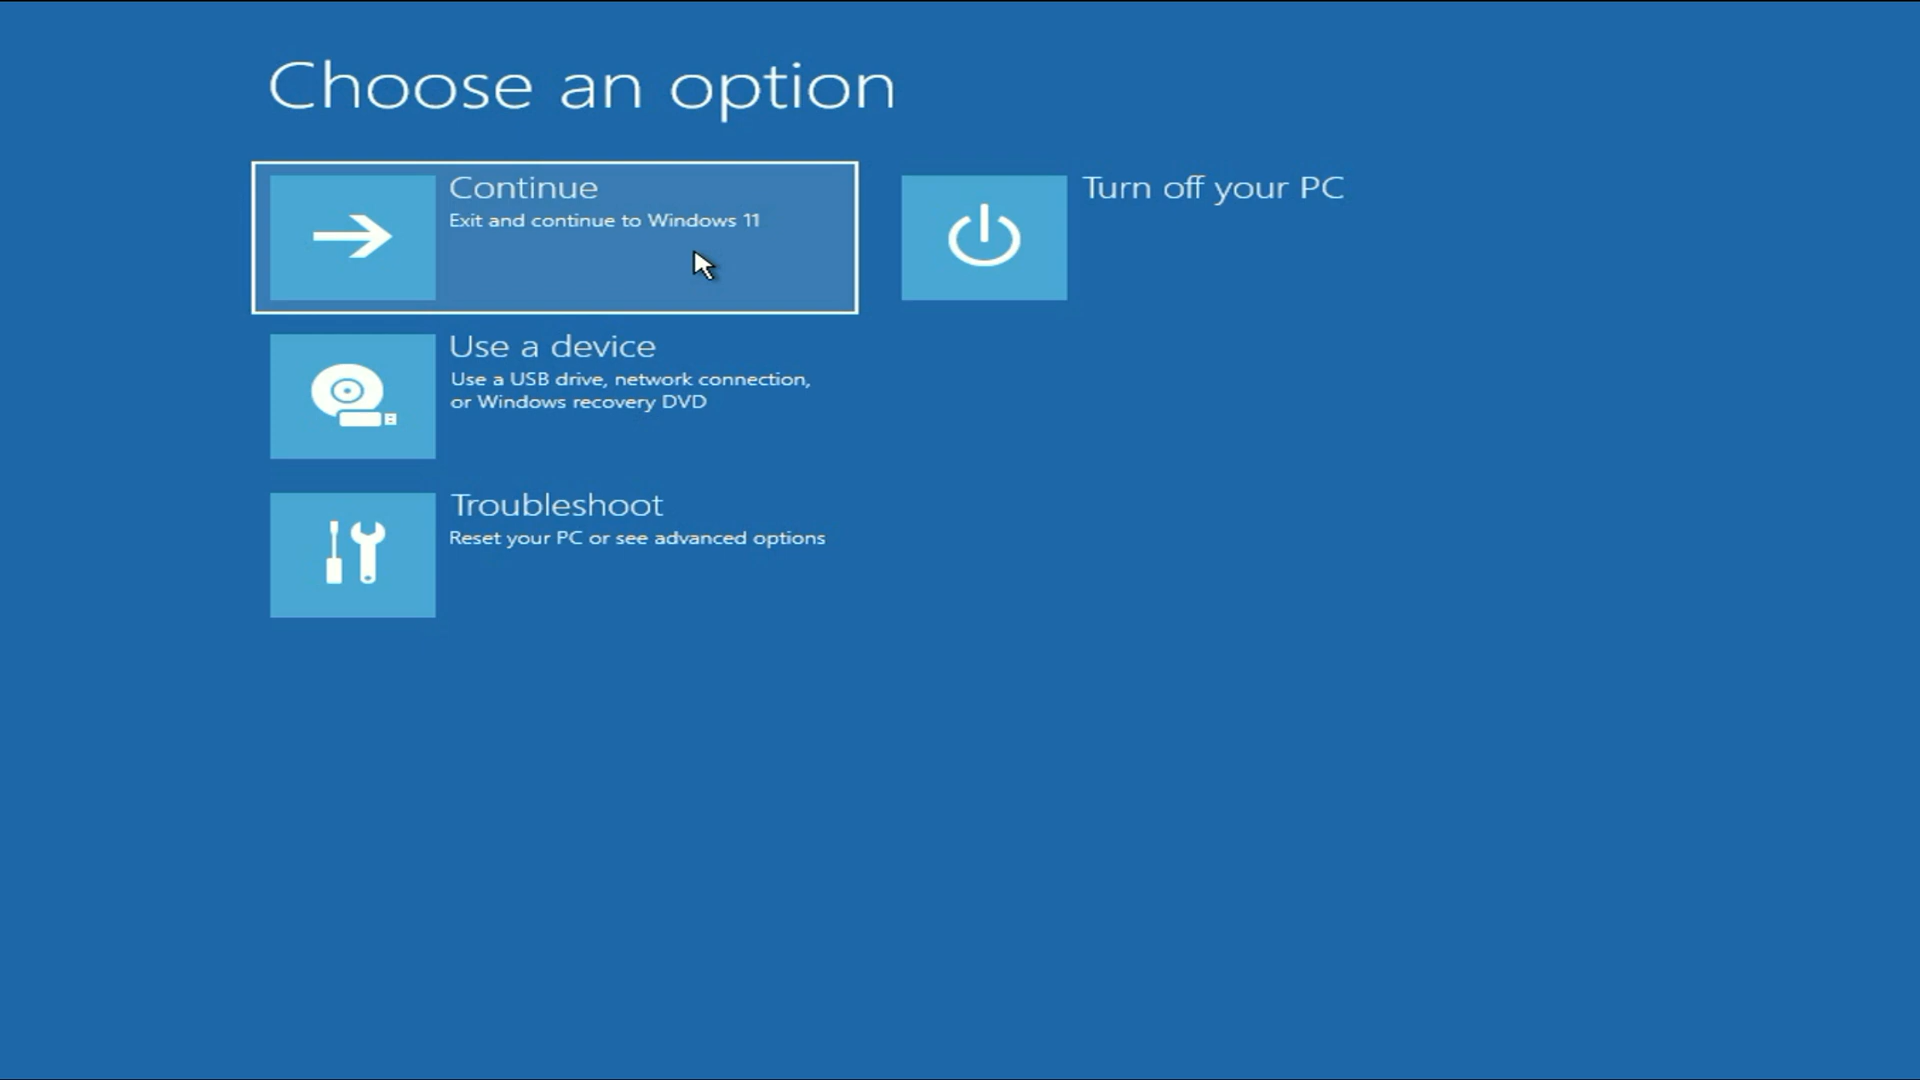 Choose an option
Continue
Exit and continue to Windows 11
Turn off your PC
Use a device
Use a USB drive, network connection,
or Windows recovery DVD
Troubleshoot
Reset your PC or see advanced options